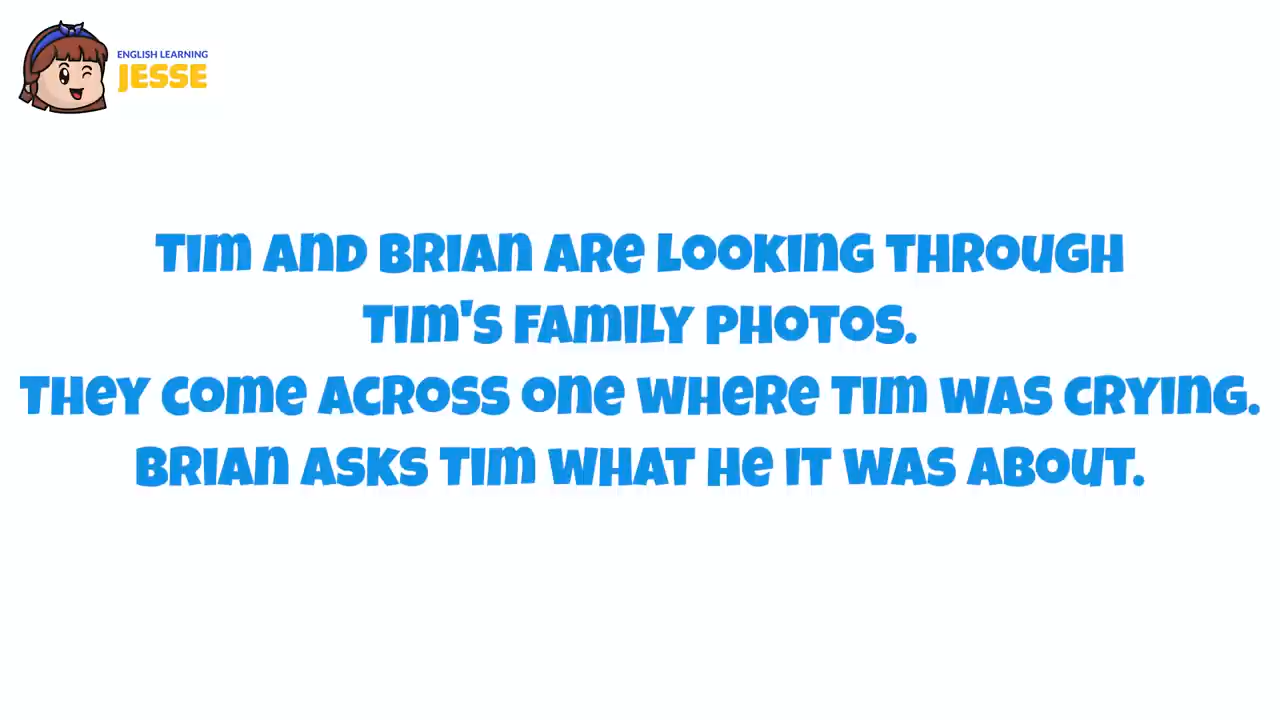 ENGLISH LEARNING
JESSE
Tim and Brian are looking through
Tim's family photos.
They come across one where Tim was crying.
Brian asks Tim what he it was about.